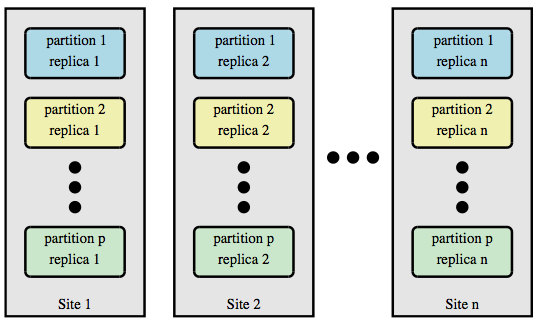 partition 1
replica 1
partition 2
replica 1
partition p
replica 1
Site 1
partition 1
replica 2
partition 2
replica 2
partition p
replica 2
Site 2
partition 1
replica n
partition 2
replica n
partition p
replica n
Site n